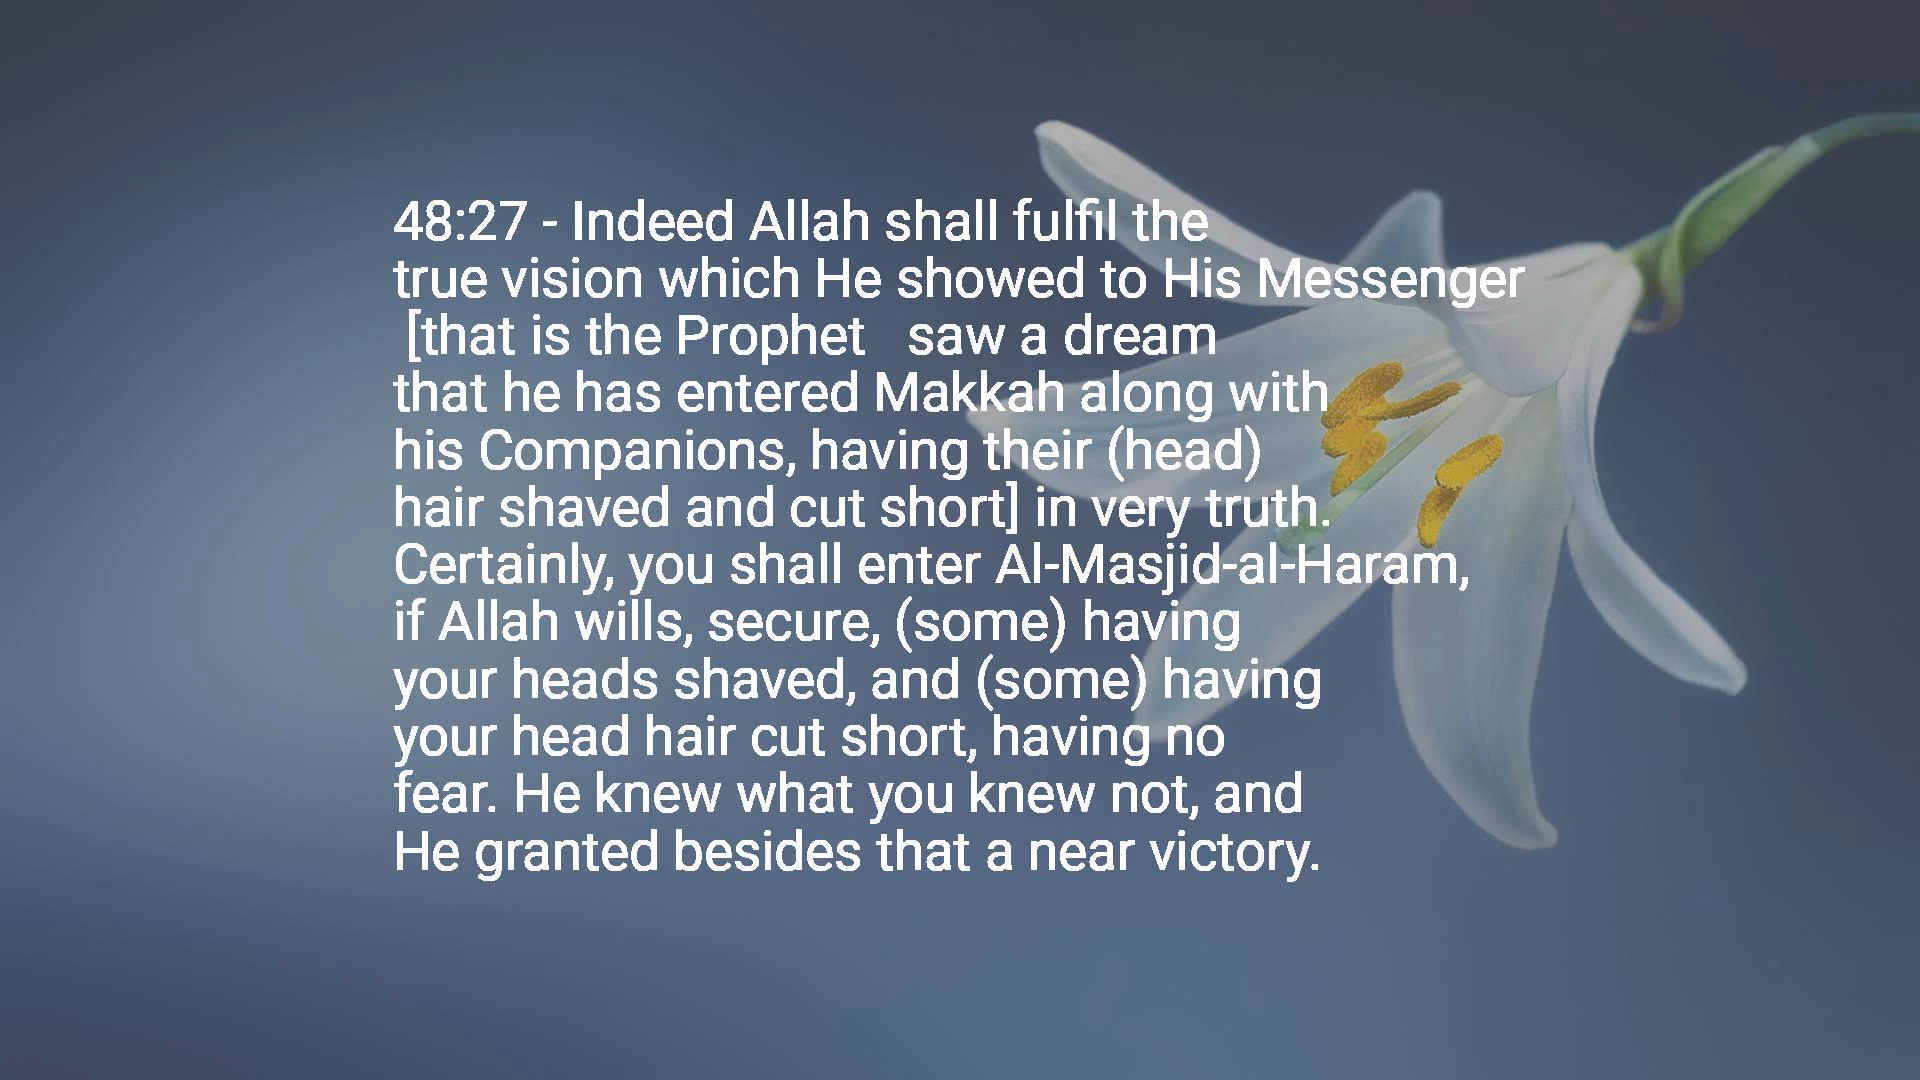 48:27 - Indeed Allah shall fulfil the
true vision which He showed to His Messenger
[that is the Prophet   saw a dream
that he has entered Makkah along with
his Companions, having their (head)
hair shaved and cut short] in very truth.
Certainly, you shall enter Al-Masjid-al-Haram,
if Allah wills, secure, (some) having
your heads shaved, and (some) having
your head hair cut short, having no
fear. He knew what you knew not, and
He granted besides that a near victory.